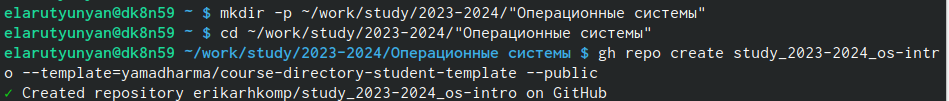 elarutyunyan@dk8n59 ~ $ mkdir -p ~/work/study/2023-2024/"Операционные системы"
elarutyunyan@dk8n59 ~ $ cd ~/work/study/2023-2024/"Операционные системы"
elarutyunyan@dk8n59 ~/work/study/2023-2024/Операционные системы $ gh repo create study_2023-2024_os-intr
o --template=yamadharma/course-directory-student-template --public
✓ Created repository erikarhkomp/study_2023-2024_os-intro on GitHub